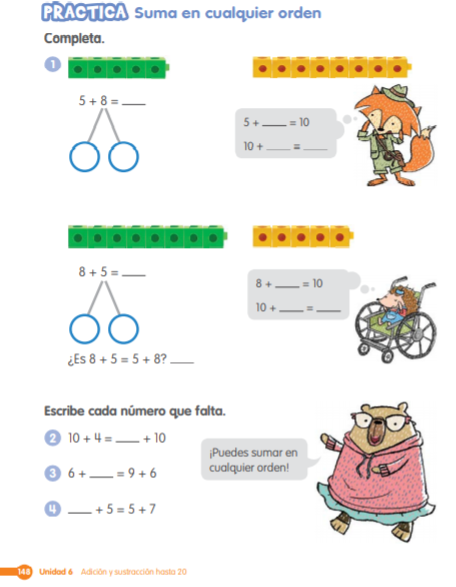 PRÁCTICA Suma en cualquier orden
Completa.
1
5 + 8 = ____
5 + ____ = 10
10 + ____ = ____
8 + 5 = ____
8 + ____ = 10
10 + ____ = ____
¿Es 8 + 5 = 5 + 8? ____
Escribe cada número que falta.
2 10 + 4 = ____ + 10
3 6 + ____ = 9 + 6
4 ____ + 5 = 5 + 7
¡Puedes sumar en
cualquier orden!
148 Unidad 6 Adición y sustracción hasta 20